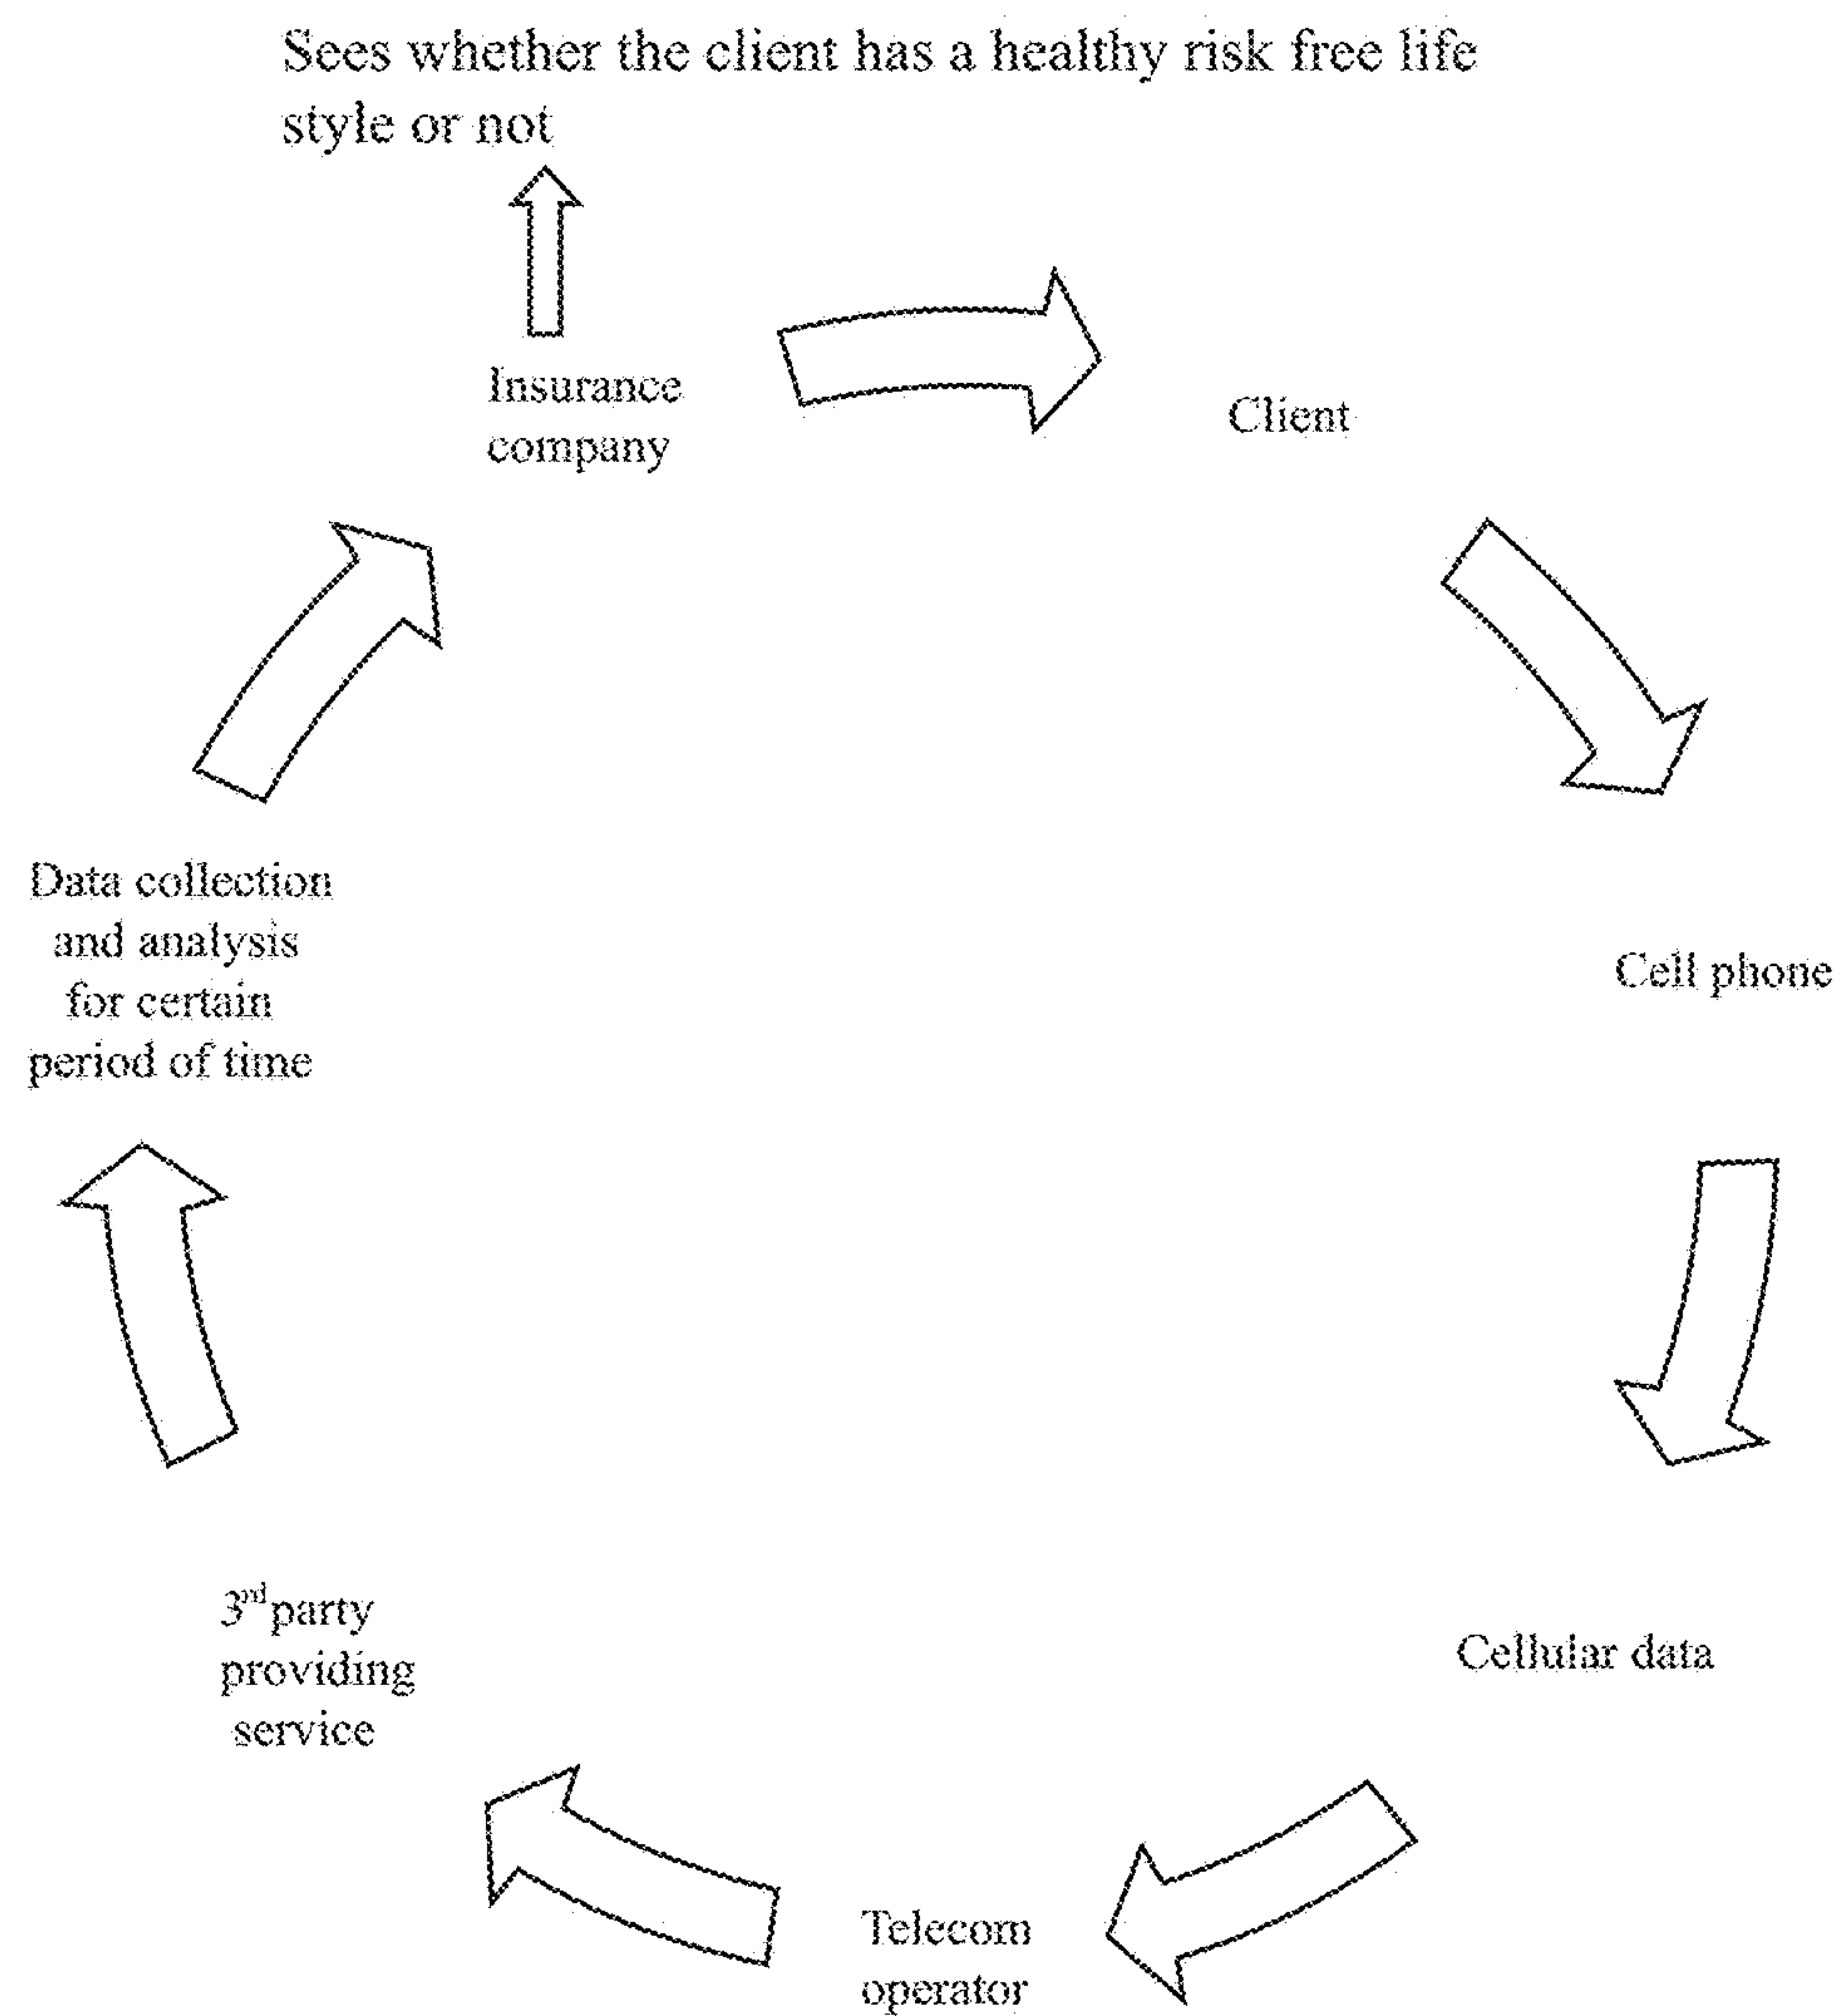 Sees whether the client has a healthy risk free life
style or not
Insurance
company
Client
Cell phone
Cellular data
Telecom
operator
3rd party
providing
service
Data collection
and analysis
for certain
period of time